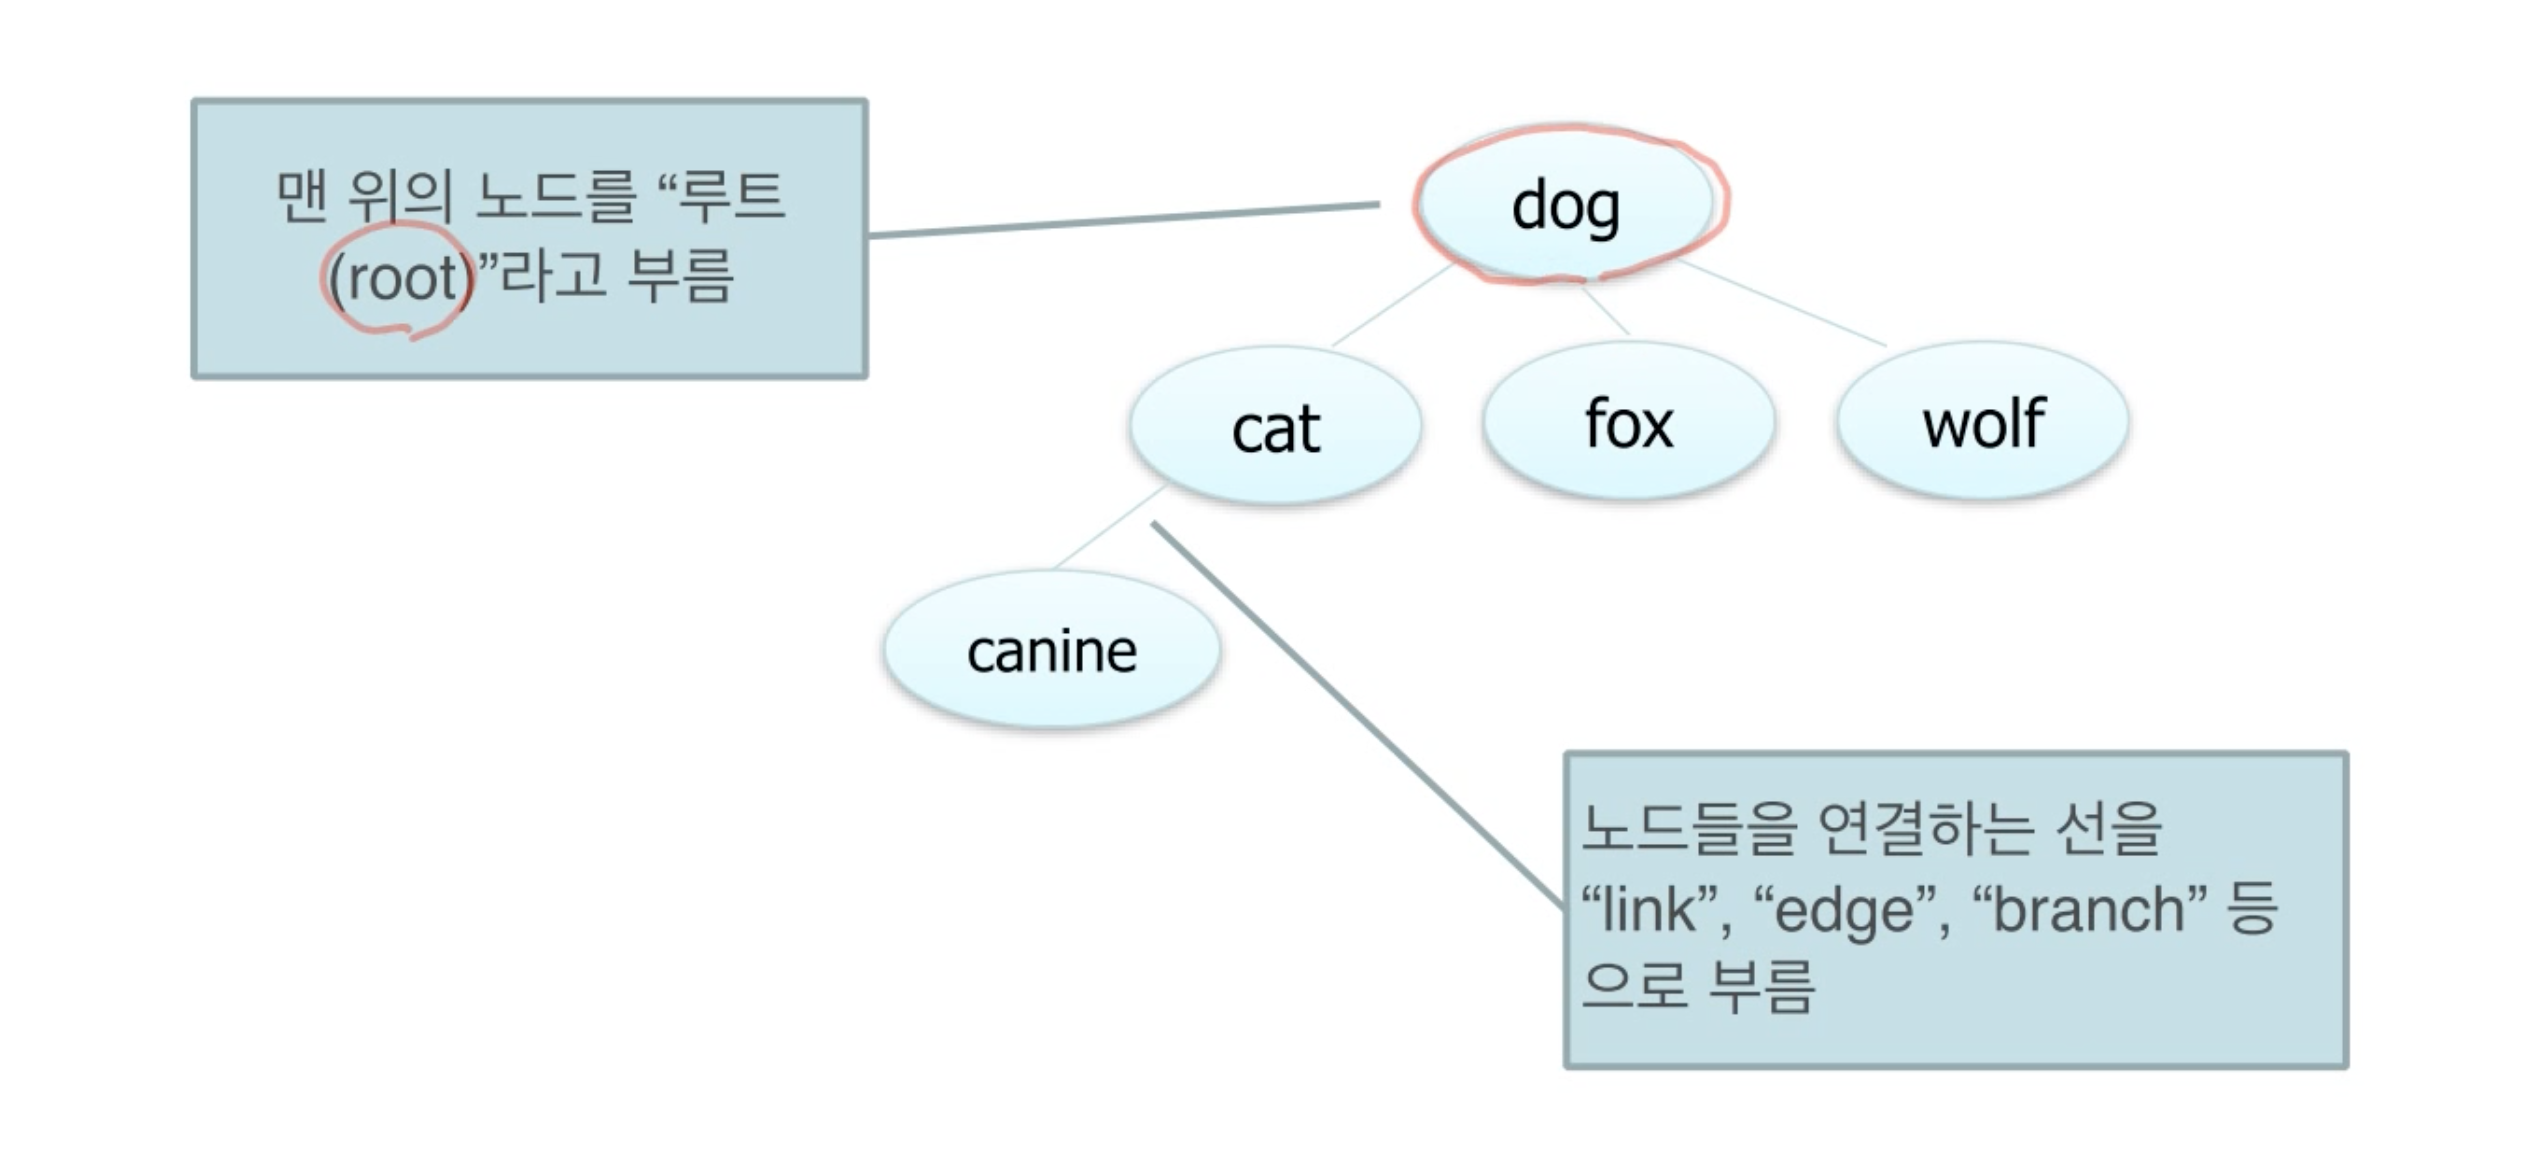 맨 위의 노드를 “루트
(root)”라고 부름
dog
cat
fox
wolf
canine
노드들을 연결하는 선을
“link”, “edge”, “branch” 등
으로 부름